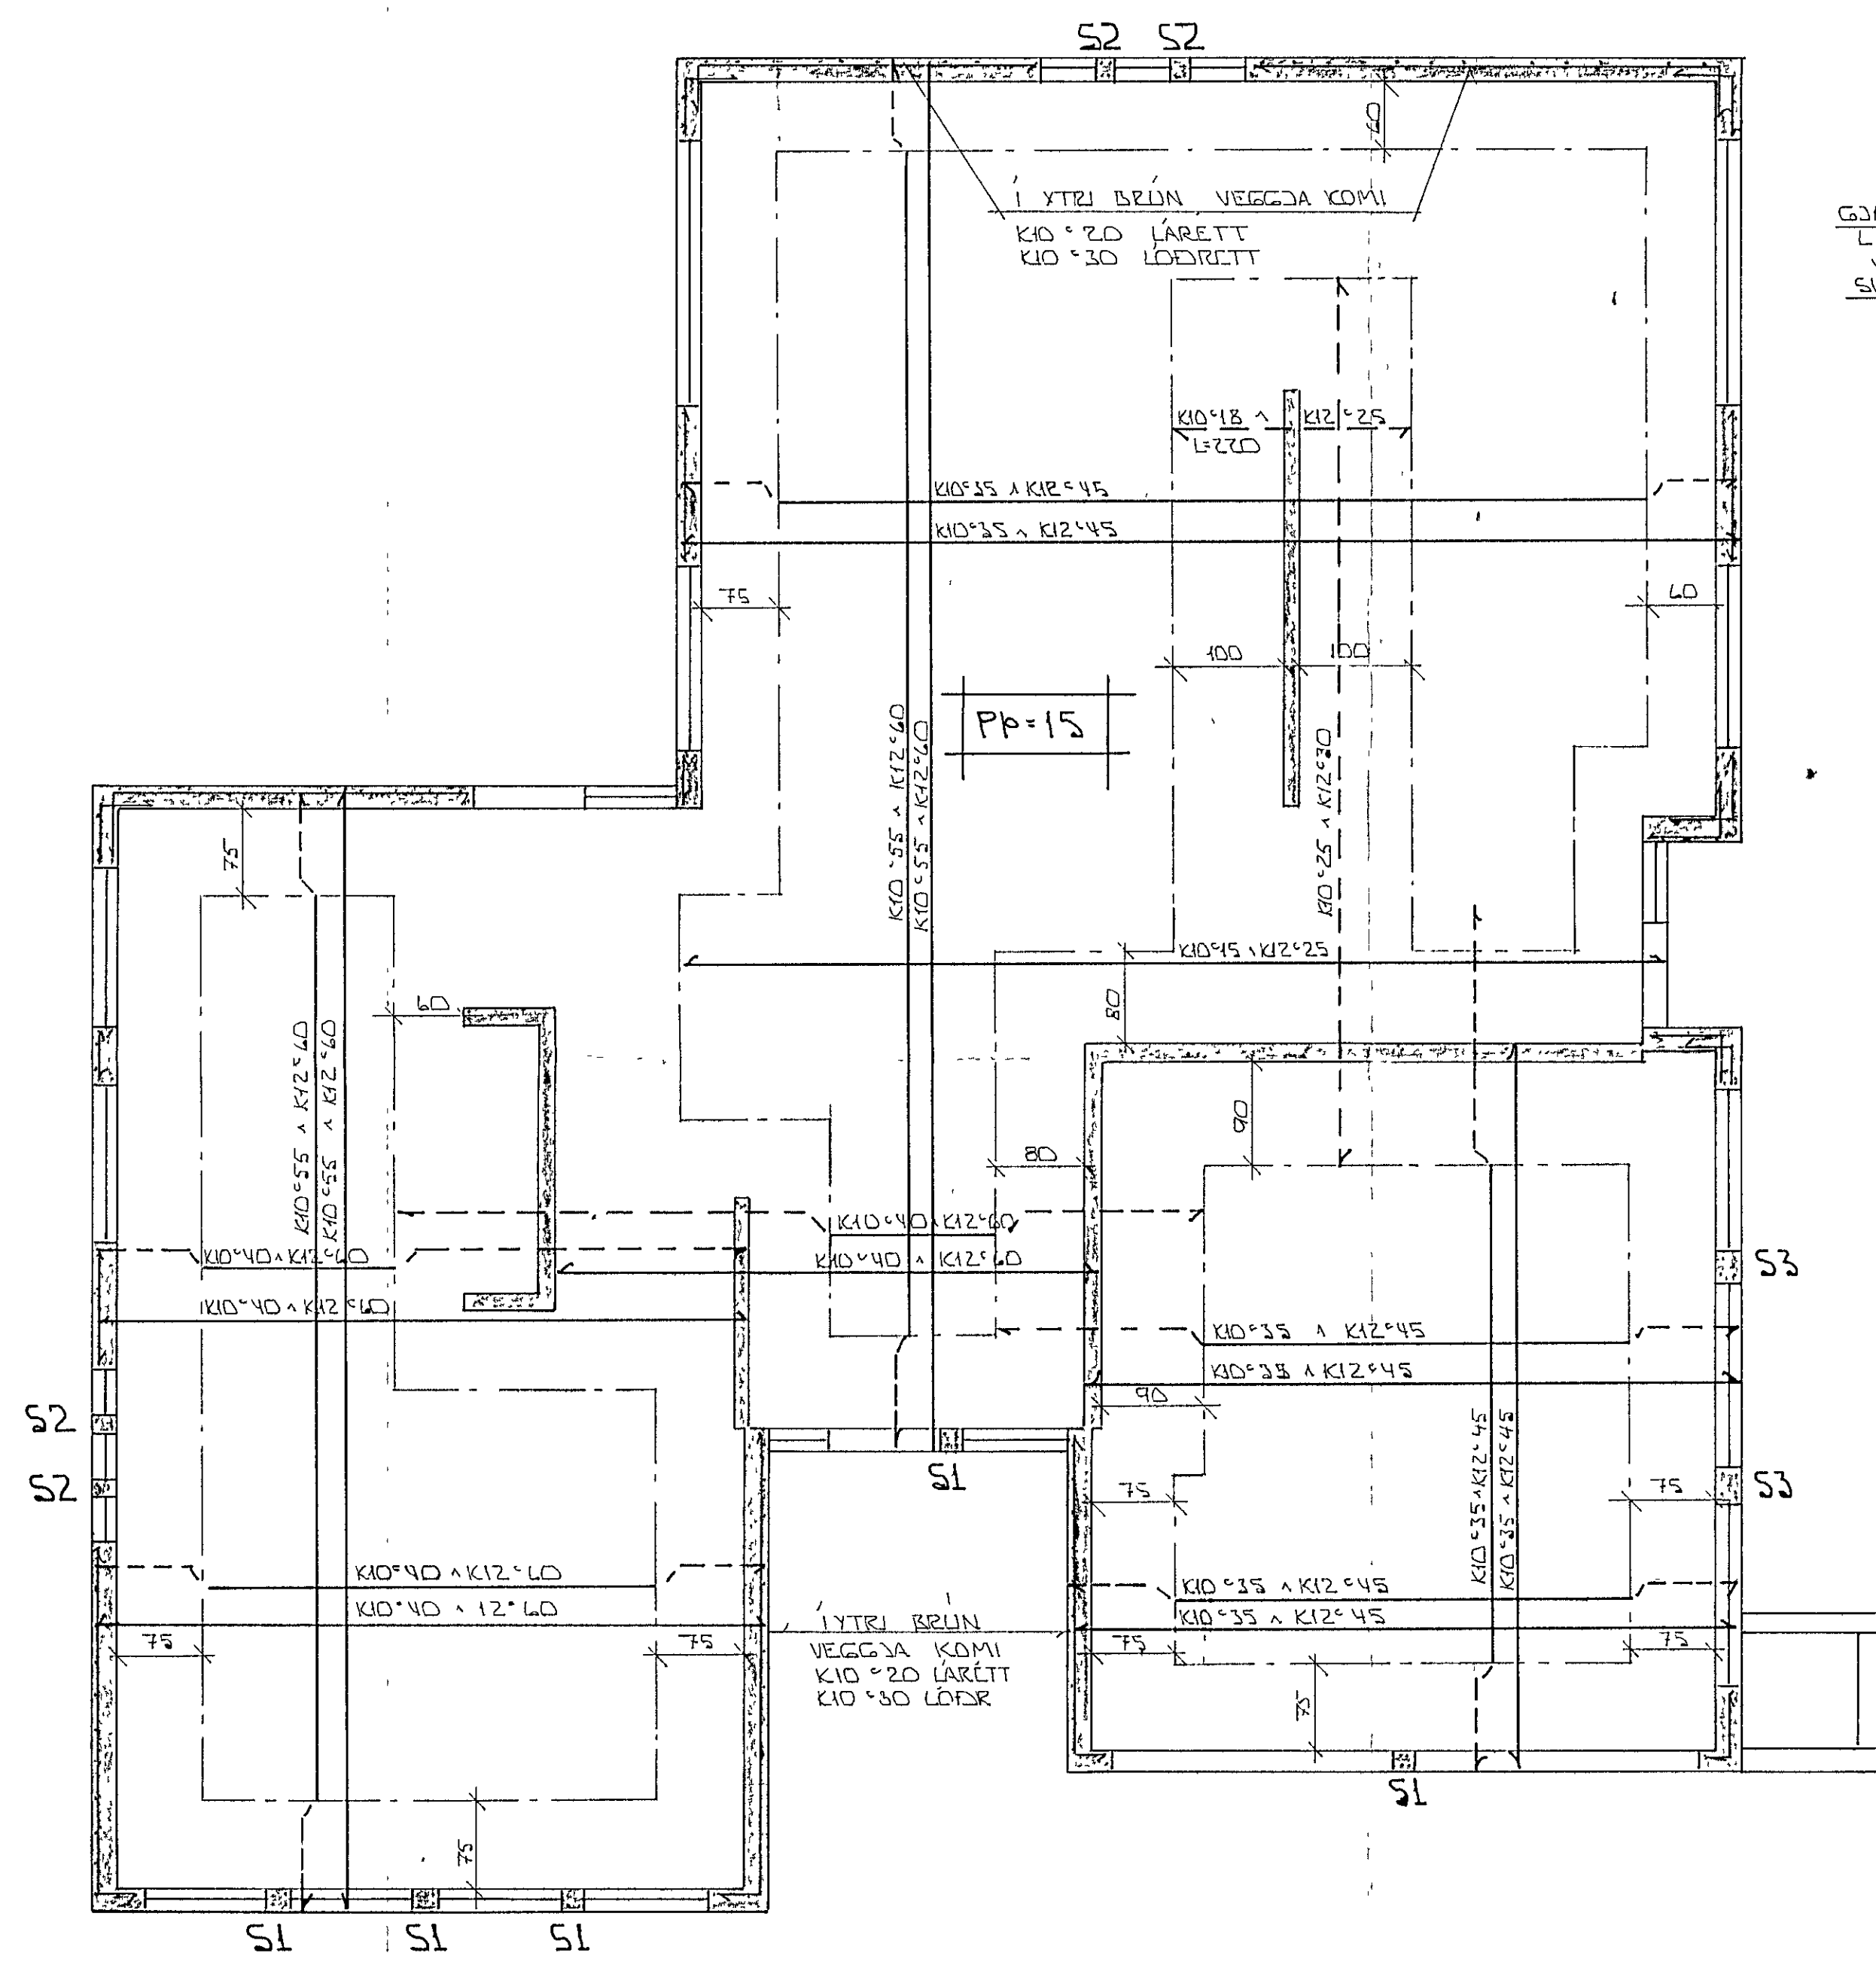 S2 S2
60
Í YTRI BRÚN VEGGJA KOMI
K10 c 20 LÁRÉTT
K10 c 30 LÓÐRÉTT
K10 c 18 ^ K12 c 25
L=220
K10 c 35 ^ K12 c 45
K10 c 35 ^ K12 c 45
75
60
100 100
Pp=15
K10 c 55 ^ K12 c 60
K10 c 55 ^ K12 c 60
K10 c 25 ^ K12 c 30
75
K10 c 15 ^ K12 c 25
60
80
K10 c 55 ^ K12 c 60
K10 c 55 ^ K12 c 60
90
80
K10 c 40 ^ K12 c 60
K10 c 40 ^ K12 c 60
K10 c 40 ^ K12 c 60
K10 c 40 ^ K12 c 60
S3
K10 c 35 ^ K12 c 45
K10 c 35 ^ K12 c 45
90
S2
S2
S1
K10 c 35 ^ K12 c 45
K10 c 35 ^ K12 c 45
75
75
S3
K10 c 40 ^ K12 c 60
K10 c 40 ^ 12 c 60
K10 c 35 ^ K12 c 45
K10 c 35 ^ K12 c 45
75
75
Í YTRI BRÚN
VEGGJA KOMI
K10 c 20 LÁRÉTT
K10 c 30 LÓÐR
75
75
75
75
S1
S1 S1 S1